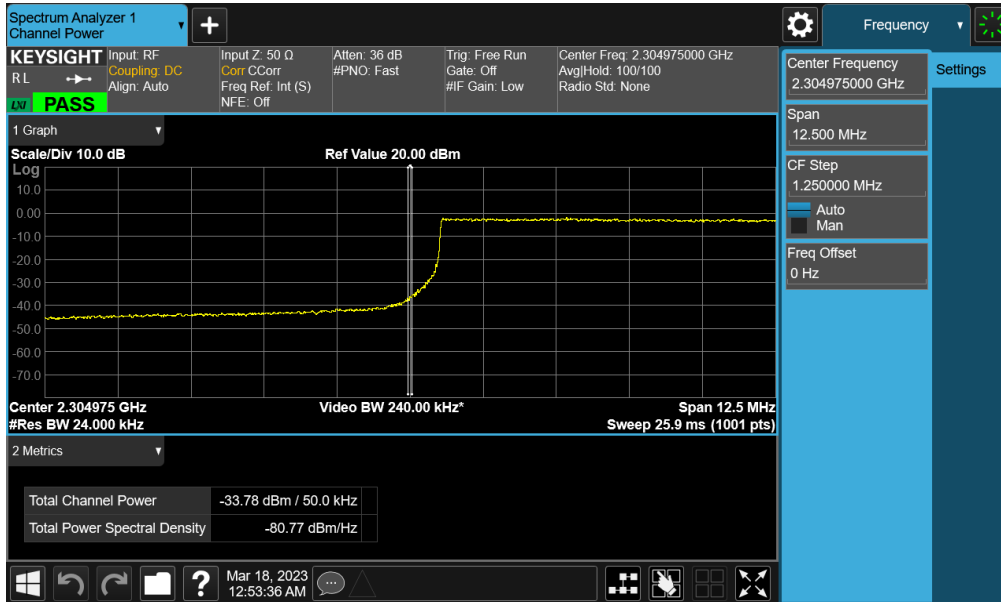 Spectrum Analyzer 1
Channel Power
+
Frequency
KEYSIGHT
RL
LXI PASS
Input: RF
Coupling: DC
Align: Auto
Input Z: 50 Ω
Corr CCorr
Freq Ref: Int (S)
NFE: Off
Atten: 36 dB
#PNO: Fast
Trig: Free Run
Gate: Off
#IF Gain: Low
Center Freq: 2.304975000 GHz
Avg|Hold: 100/100
Radio Std: None
Center Frequency
2.304975000 GHz
Settings
Span
12.500 MHz
CF Step
1.250000 MHz
Auto
Man
Freq Offset
0 Hz
1 Graph
Scale/Div 10.0 dB
Ref Value 20.00 dBm
Log
10.0
0.00
-10.0
-20.0
-30.0
-40.0
-50.0
-60.0
-70.0
Center 2.304975 GHz
Video BW 240.00 kHz*
Span 12.5 MHz
#Res BW 24.000 kHz
Sweep 25.9 ms (1001 pts)
2 Metrics
Total Channel Power -33.78 dBm / 50.0 kHz
Total Power Spectral Density -80.77 dBm/Hz
?
Mar 18, 2023
12:53:36 AM